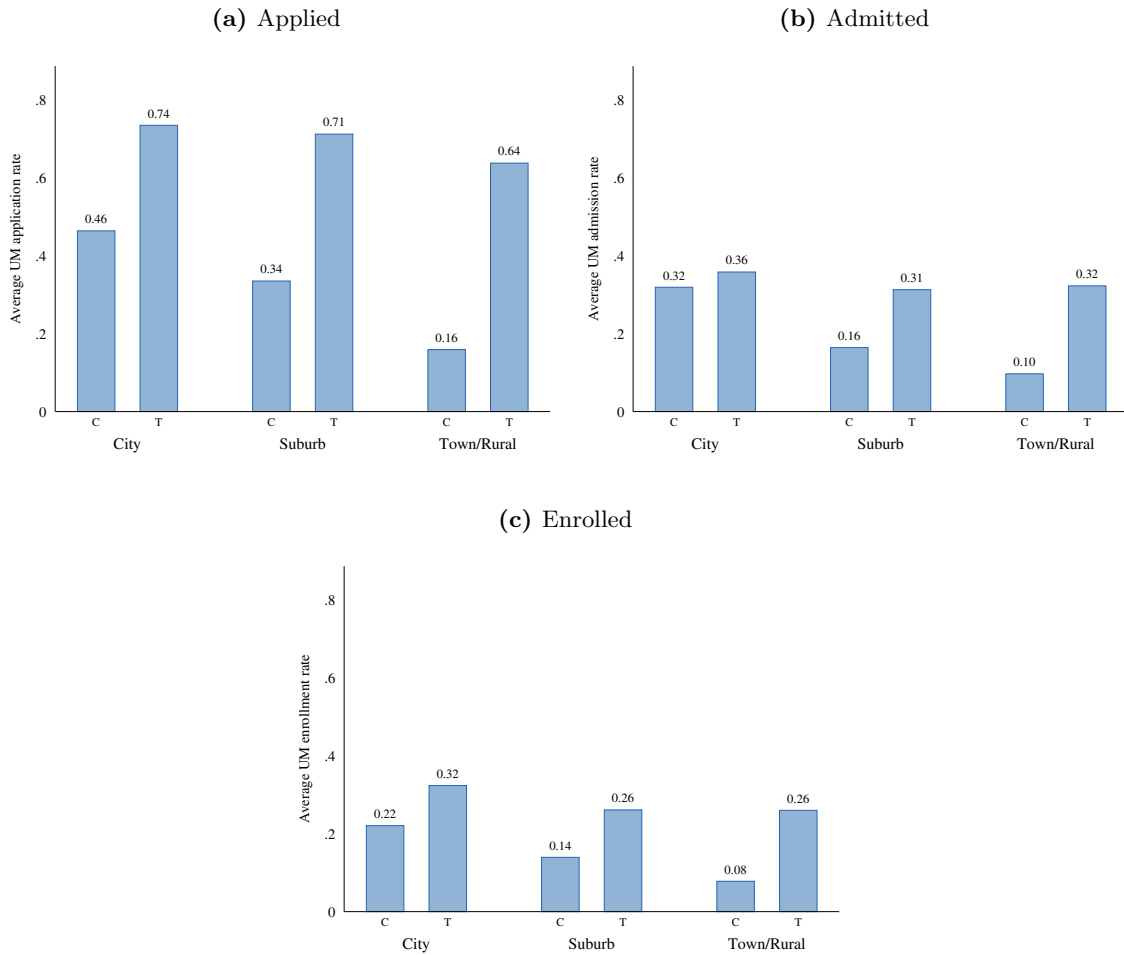 (a) Applied
Average UM application rate
.8
.6
.4
.2
0
0.46
0.74
0.34
0.71
0.16
0.64
C T C T C T
City Suburb Town/Rural
(b) Admitted
Average UM admission rate
.8
.6
.4
.2
0
0.32
0.36
0.16
0.31
0.10
0.32
C T C T C T
City Suburb Town/Rural
(c) Enrolled
Average UM enrollment rate
.8
.6
.4
.2
0
0.22
0.32
0.14
0.26
0.08
0.26
C T C T C T
City Suburb Town/Rural